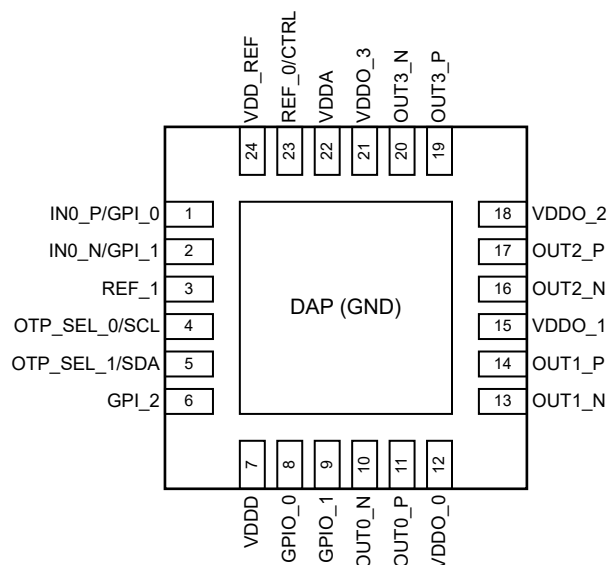 VDD_REF
REF_0/CTRL
VDDA
VDDO_3
OUT3_N
OUT3_P
24
23
22
21
20
19
IN0_P/GPI_0 1
IN0_N/GPI_1 2
REF_1 3
OTP_SEL_0/SCL 4
OTP_SEL_1/SDA 5
GPI_2 6
DAP (GND)
18 VDDO_2
17 OUT2_P
16 OUT2_N
15 VDDO_1
14 OUT1_P
13 OUT1_N
7
8
9
10
11
12
VDDD
GPIO_0
GPIO_1
OUT0_N
OUT0_P
VDDO_0